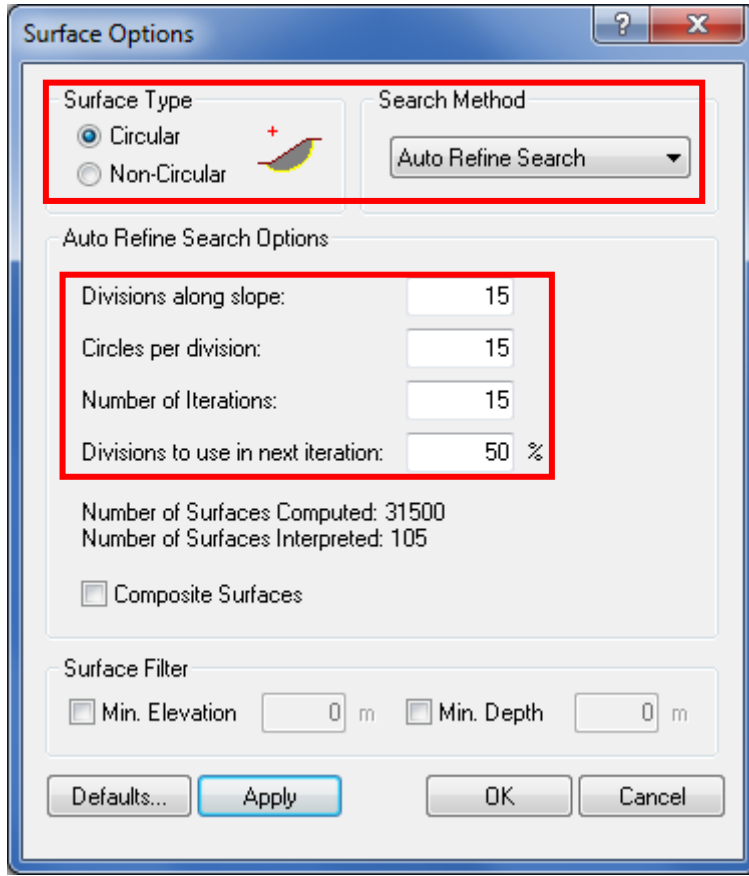 Surface Options
Surface Type
Search Method
Circular
Non-Circular
Auto Refine Search
Auto Refine Search Options
Divisions along slope: 15
Circles per division: 15
Number of Iterations: 15
Divisions to use in next iteration: 50 %
Number of Surfaces Computed: 31500
Number of Surfaces Interpreted: 105
Composite Surfaces
Surface Filter
Min. Elevation 0 m Min. Depth 0 m
Defaults... Apply OK Cancel